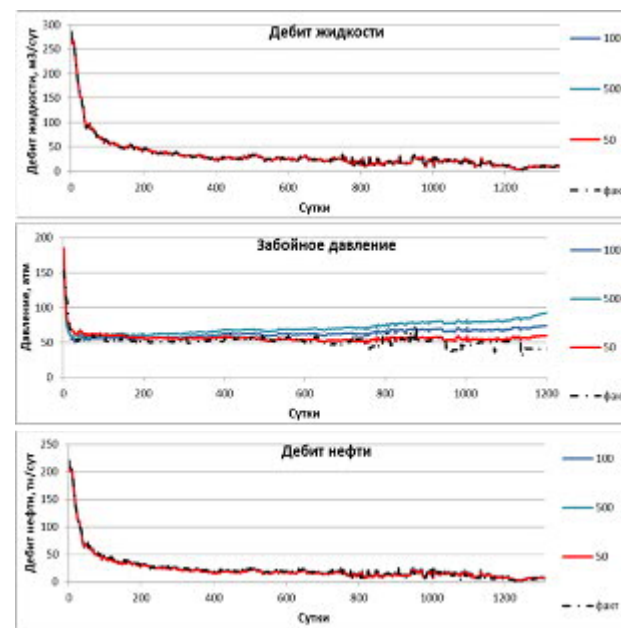 Дебит жидкости
Дебит жидкости, м3/сут
300
250
200
150
100
50
0
0 200 400 600 800 1000 1200
Сутки
100
500
50
факт
Забойное давление
Давление, атм
200
150
100
50
0
0 200 400 600 800 1000 1200
Сутки
100
500
50
факт
Дебит нефти
Дебит нефти, тн/сут
250
200
150
100
50
0
0 200 400 600 800 1000 1200
Сутки
100
500
50
факт